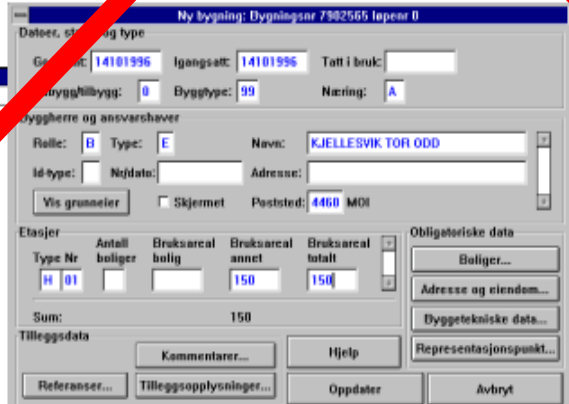 Ny bygning: Bygningsnr 7902565 løpenr 0
Datoer, og type
14101996 Igangsatt: 14101996 Tatt i bruk:
0 Byggtype: 99 Næring: A
Byggherre og ansvarshaver
Rolle: B Type: E Navn: KJELLESVIK TOR ODD
Id-type: Nr/dato: Adresse:
Vis grunneier Skjermet Poststed: 4460 MOI
Etasjer
Type Nr Antall boliger Bruksareal bolig Bruksareal annet Bruksareal totalt
H 01 150 150
Sum: 150
Obligatoriske data
Boliger...
Adresse og eiendom...
Byggetekniske data...
Representasjonspunkt...
Tilleggsdata
Kommentarer... Hjelp
Referanser... Tilleggsopplysninger... Oppdater Avbryt